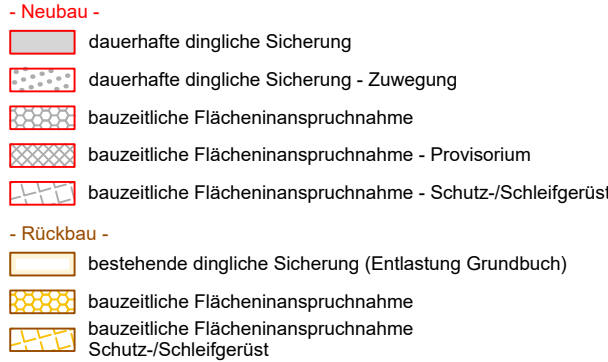 - Neubau -
dauerhafte dingliche Sicherung
dauerhafte dingliche Sicherung - Zuwegung
bauzeitliche Flächeninanspruchnahme
bauzeitliche Flächeninanspruchnahme - Provisorium
bauzeitliche Flächeninanspruchnahme - Schutz-/Schleifgerüst
- Rückbau -
bestehende dingliche Sicherung (Entlastung Grundbuch)
bauzeitliche Flächeninanspruchnahme
bauzeitliche Flächeninanspruchnahme
Schutz-/Schleifgerüst